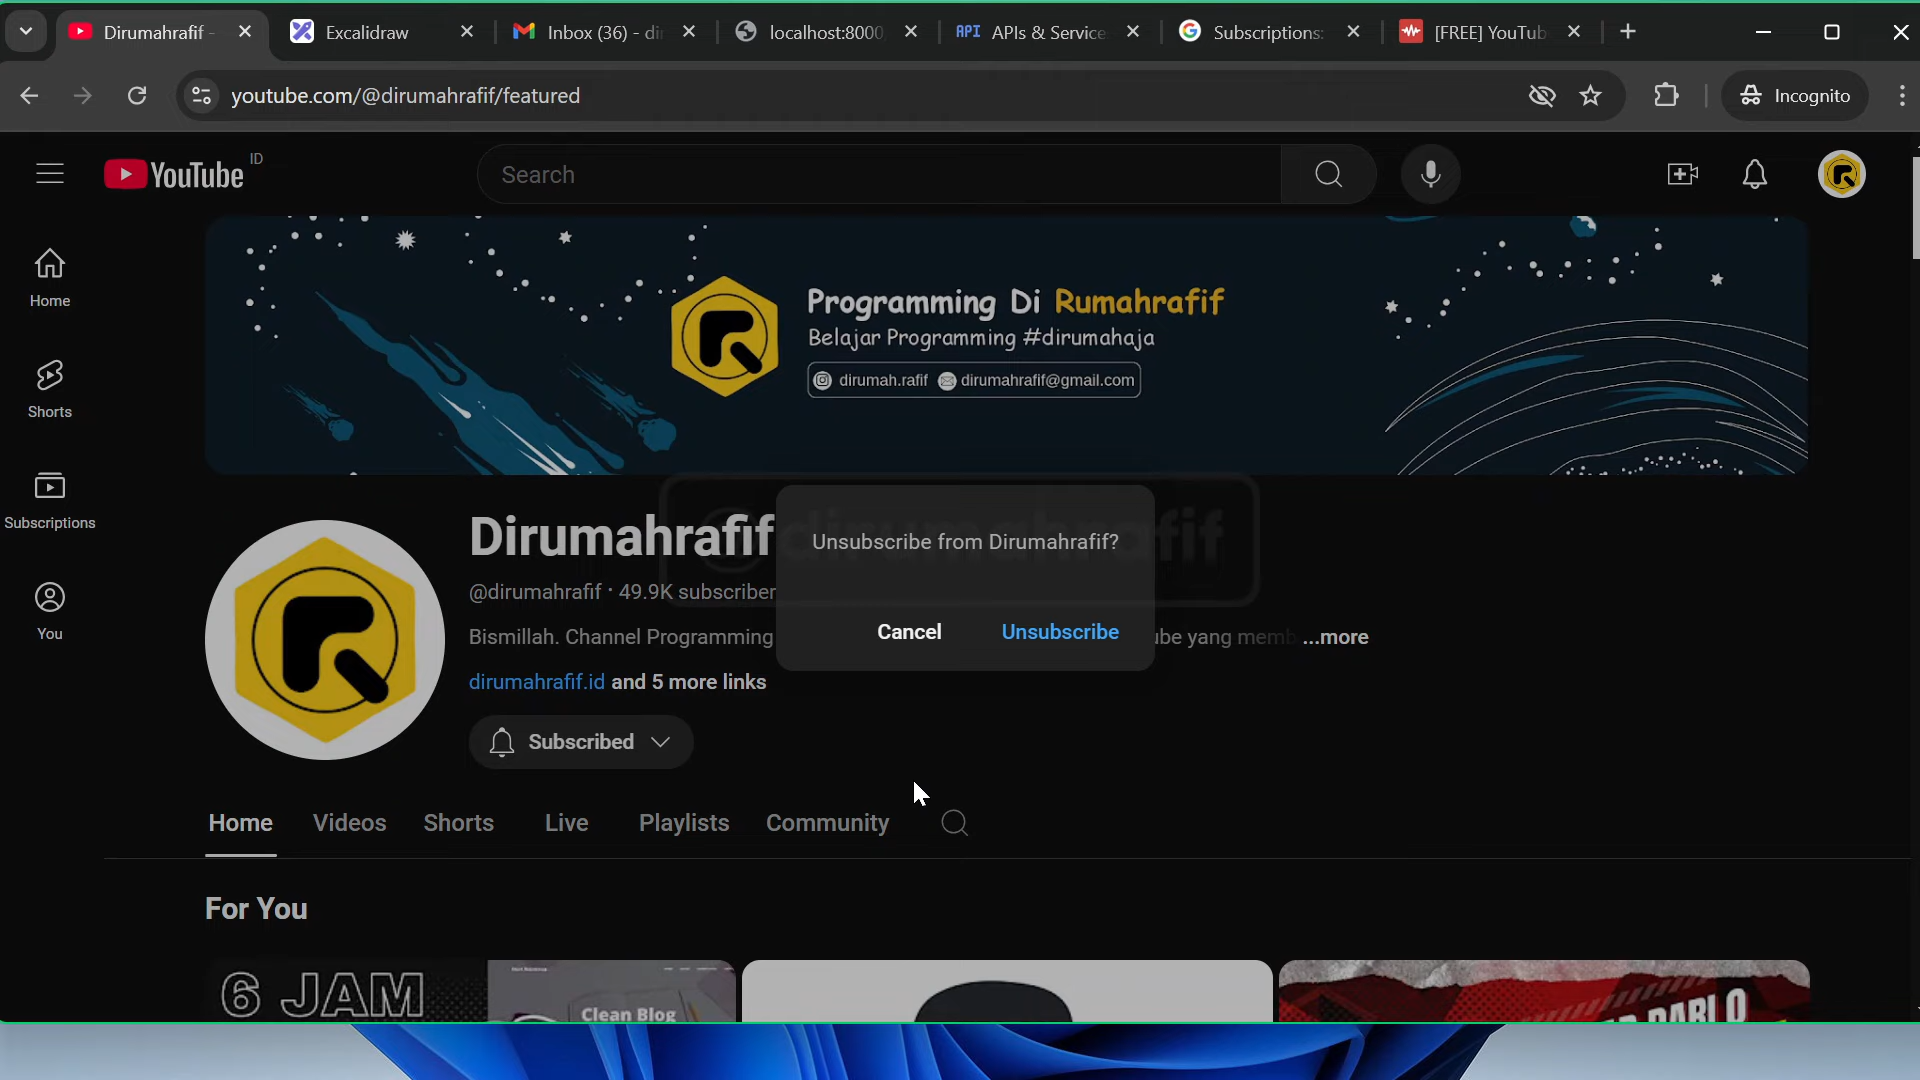 Dirumahrafif -
Excalidraw
Inbox (36) - di
localhost:8000
API APIs & Service
Subscriptions:
[FREE] YouTub
youtube.com/@dirumahrafif/featured
Incognito
YouTube ID
Search
Home
Shorts
Subscriptions
You
Programming Di Rumahrafif
Belajar Programming #dirumahaja
dirumah.rafif dirumahrafif@gmail.com
Dirumahrafif
@dirumahrafif • 49.9K subscriber
Bismillah. Channel Programming
ube yang memb ...more
dirumahrafif.id and 5 more links
Subscribed
Unsubscribe from Dirumahrafif?
Cancel Unsubscribe
Home Videos Shorts Live Playlists Community
For You
6 JAM
Clean Blog